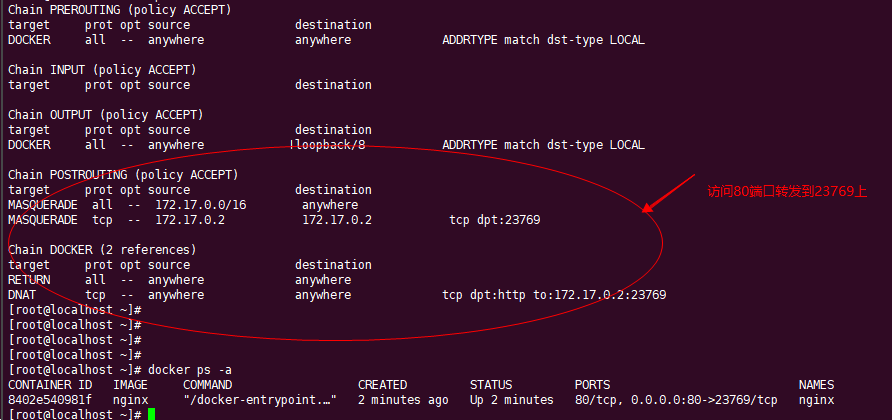 Chain PREROUTING (policy ACCEPT)
target prot opt source destination
DOCKER all -- anywhere anywhere ADDRTYPE match dst-type LOCAL
Chain INPUT (policy ACCEPT)
target prot opt source destination
Chain OUTPUT (policy ACCEPT)
target prot opt source destination
DOCKER all -- anywhere !loopback/8 ADDRTYPE match dst-type LOCAL
Chain POSTROUTING (policy ACCEPT)
target prot opt source destination
访问80端口转发到23769上
MASQUERADE all -- 172.17.0.0/16 anywhere
MASQUERADE tcp -- 172.17.0.2 172.17.0.2 tcp dpt:23769
Chain DOCKER (2 references)
target prot opt source destination
RETURN all -- anywhere anywhere
DNAT tcp -- anywhere anywhere tcp dpt:http to:172.17.0.2:23769
[root@localhost ~]#
[root@localhost ~]#
[root@localhost ~]#
[root@localhost ~]#
[root@localhost ~]# docker ps -a
CONTAINER ID IMAGE COMMAND CREATED STATUS PORTS NAMES
8402e540981f nginx "/docker-entrypoint.…" 2 minutes ago Up 2 minutes 80/tcp, 0.0.0.0:80->23769/tcp nginx
[root@localhost ~]#